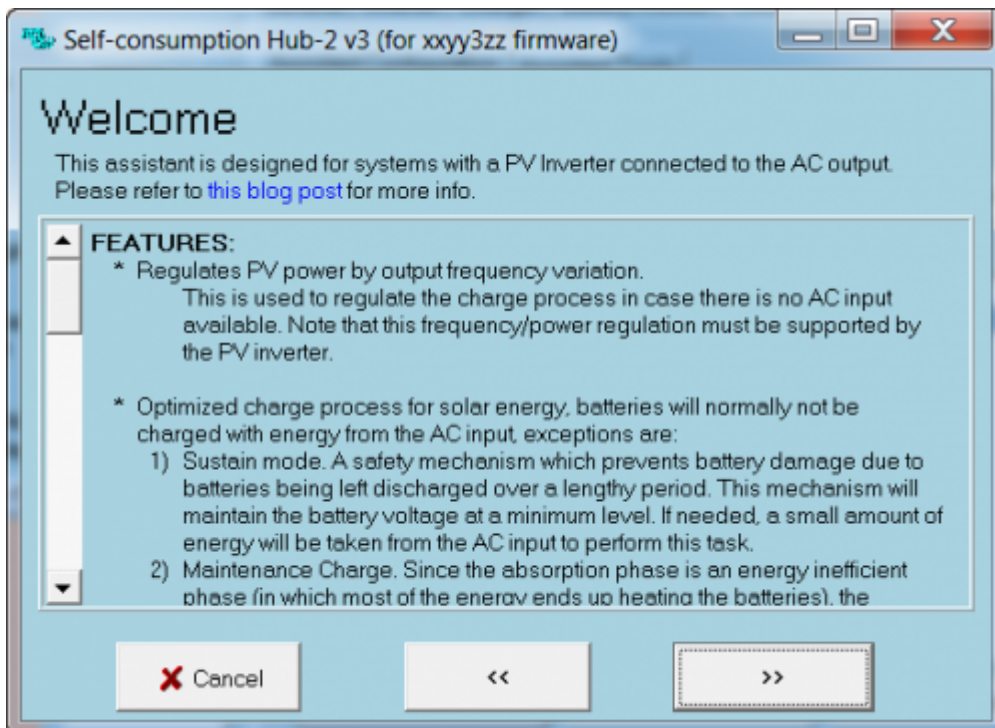 Self-consumption Hub-2 v3 (for xxyy3zz firmware)
Welcome
This assistant is designed for systems with a PV Inverter connected to the AC output.
Please refer to this blog post for more info.
FEATURES:
* Regulates PV power by output frequency variation.
This is used to regulate the charge process in case there is no AC input
available. Note that this frequency/power regulation must be supported by
the PV inverter.
* Optimized charge process for solar energy, batteries will normally not be
charged with energy from the AC input, exceptions are:
1) Sustain mode. A safety mechanism which prevents battery damage due to
batteries being left discharged over a lengthy period. This mechanism will
maintain the battery voltage at a minimum level. If needed, a small amount of
energy will be taken from the AC input to perform this task.
2) Maintenance Charge. Since the absorption phase is an energy inefficient
phase (in which most of the energy ends up heating the batteries), the
Cancel
<<
>>